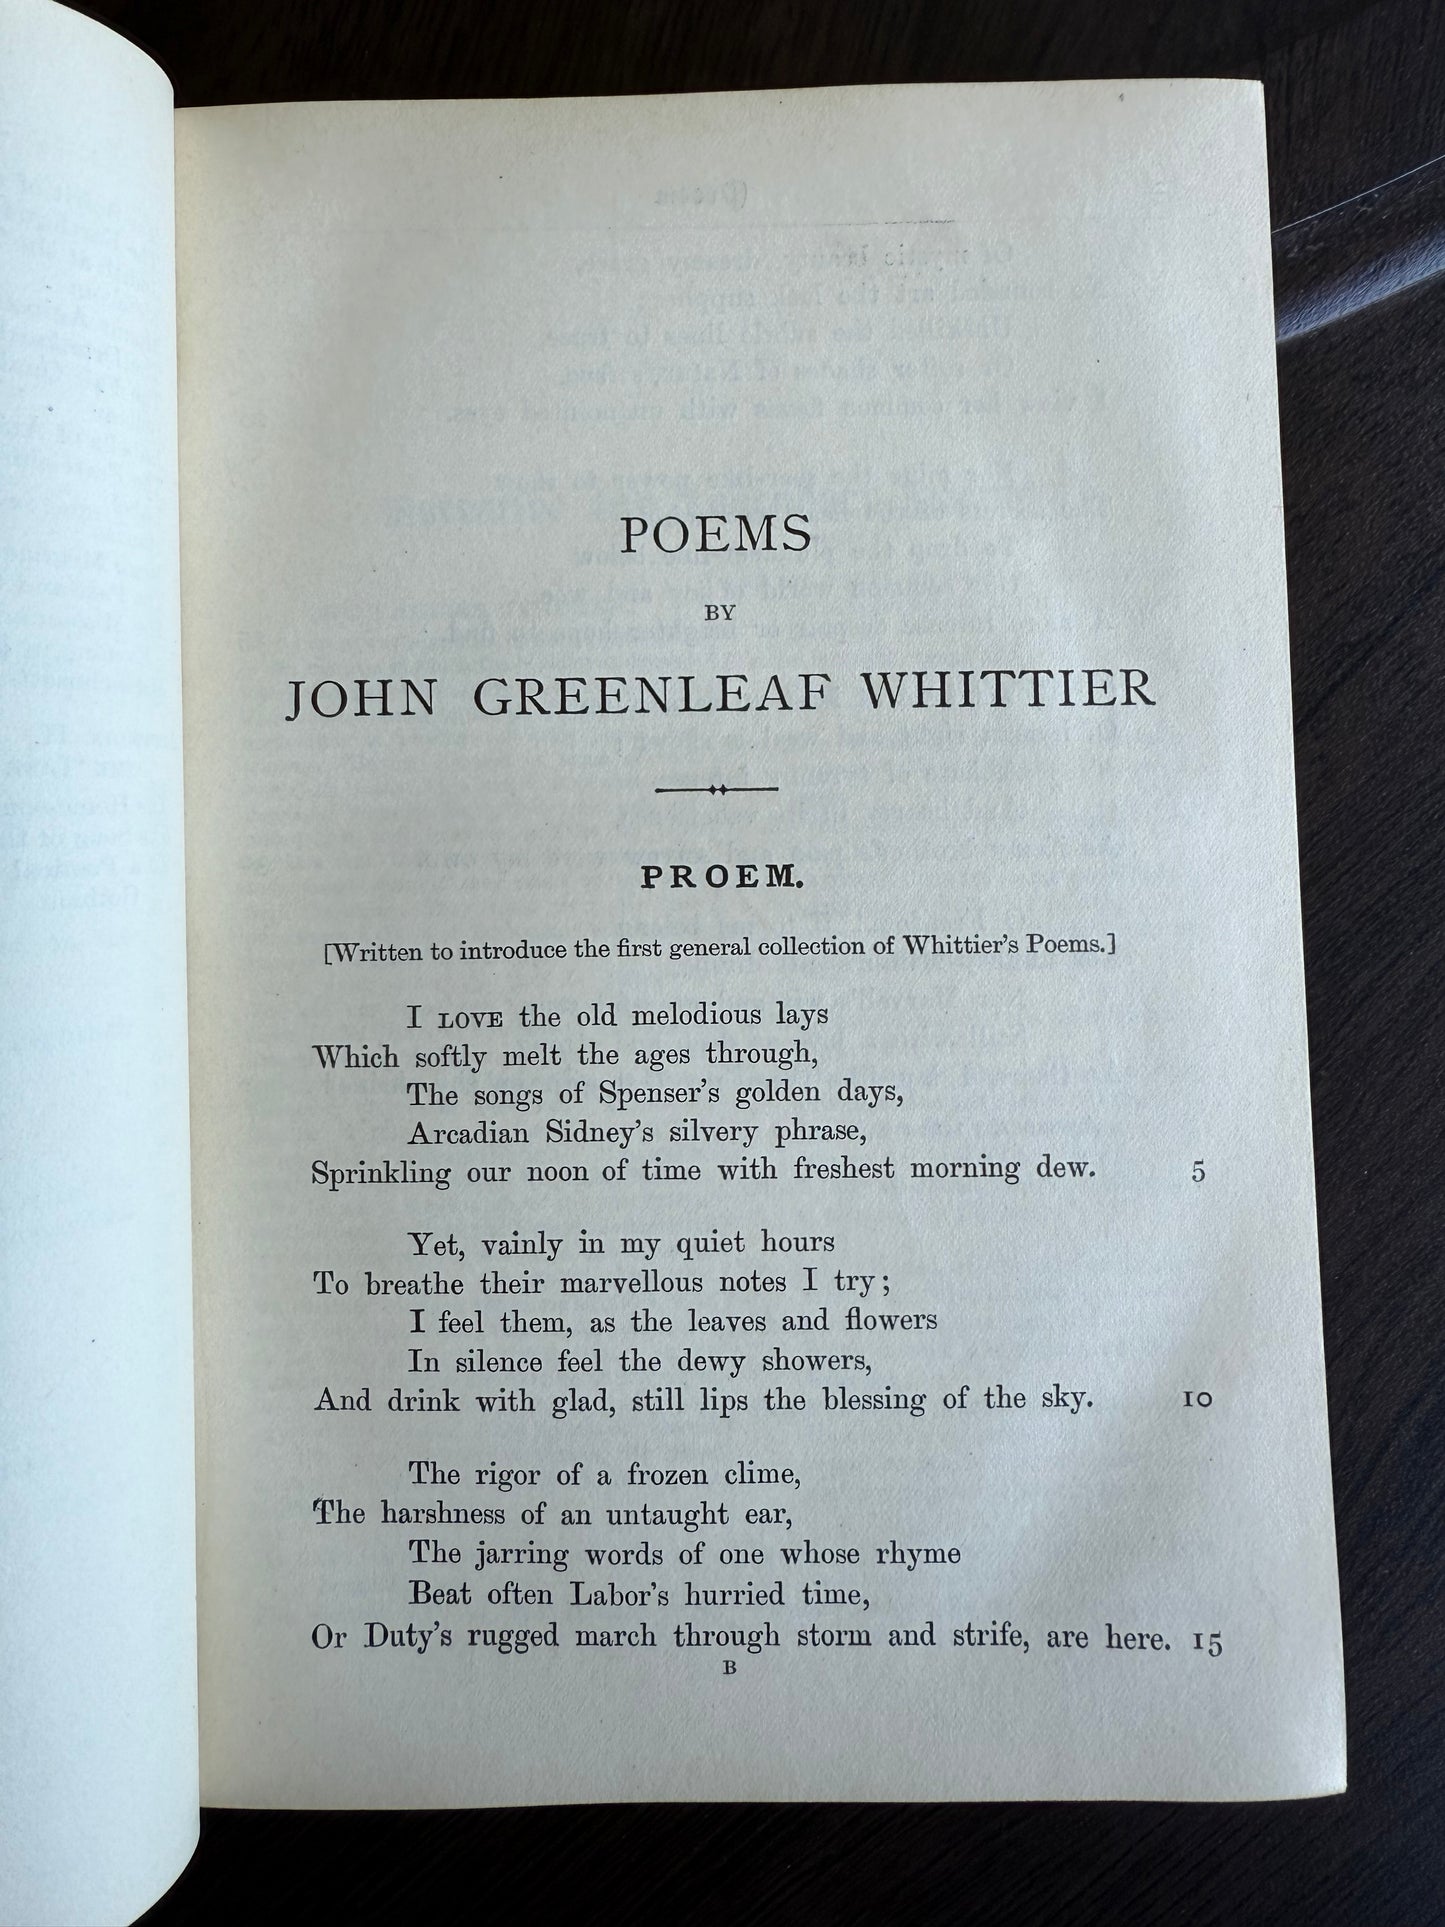 POEMS
BY
JOHN GREENLEAF WHITTIER
PROEM.
[Written to introduce the first general collection of Whittier's Poems.]
I LOVE the old melodious lays
Which softly melt the ages through,
The songs of Spenser's golden days,
Arcadian Sidney's silvery phrase,
Sprinkling our noon of time with freshest morning dew. 5
Yet, vainly in my quiet hours
To breathe their marvellous notes I try;
I feel them, as the leaves and flowers
In silence feel the dewy showers,
And drink with glad, still lips the blessing of the sky. 10
The rigor of a frozen clime,
The harshness of an untaught ear,
The jarring words of one whose rhyme
Beat often Labor's hurried time,
Or Duty's rugged march through storm and strife, are here. 15
B